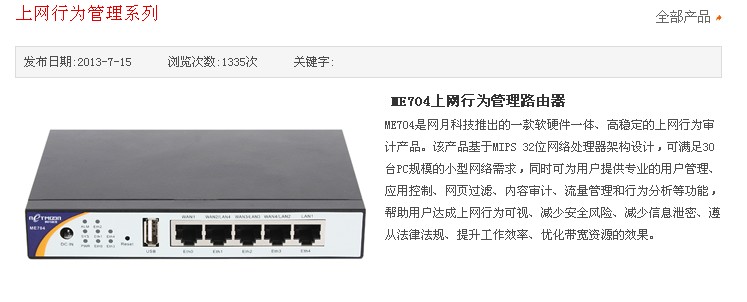 上网行为管理系列
全部产品
发布日期:2013-7-15 浏览次数:1335次 关键字:
ME704上网行为管理路由器
ME704是网月科技推出的一款软硬件一体、高稳定的上网行为审
计产品。该产品基于MIPS 32位网络处理器架构设计，可满足30
台PC规模的小型网络需求，同时可为用户提供专业的用户管理、
应用控制、网页过滤、内容审计、流量管理和行为分析等功能，
帮助用户达成上网行为可视、减少安全风险、减少信息泄密、遵
从法律法规、提升工作效率、优化带宽资源的效果。
NETMOON
ME704
WAN1 WAN2/LAN4 WAN3/LAN3 WAN4/LAN2 LAN1
DC IN
Reset
USB
Eth0 Eth1 Eth2 Eth3 Eth4